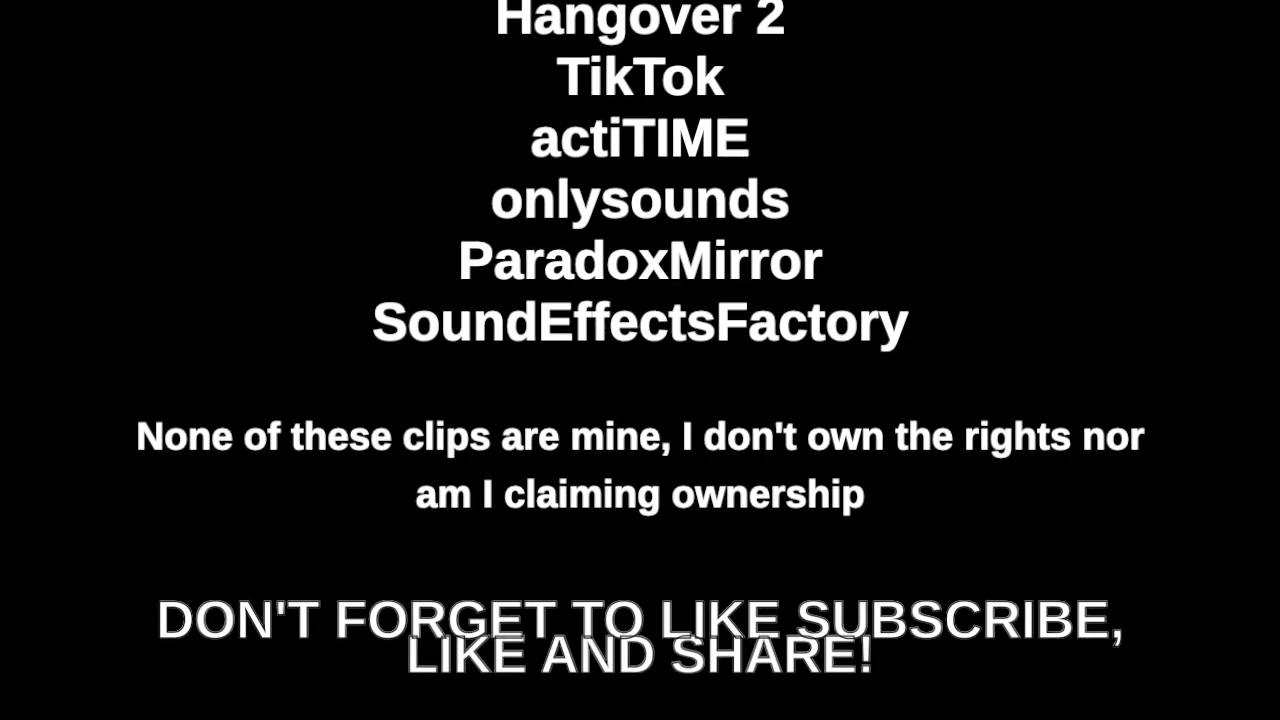 Hangover 2
TikTok
actiTIME
onlysounds
ParadoxMirror
SoundEffectsFactory
None of these clips are mine, I don't own the rights nor
am I claiming ownership
DON'T FORGET TO LIKE SUBSCRIBE,
LIKE AND SHARE!